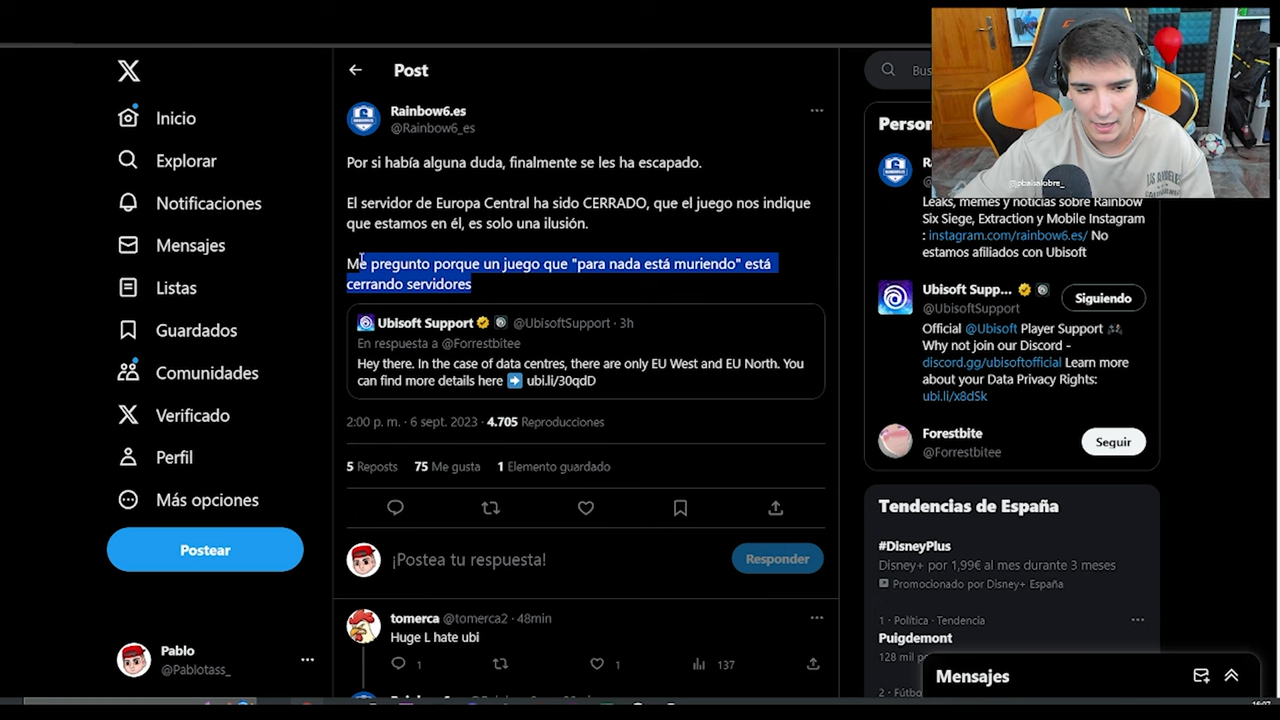 Inicio
Explorar
Notificaciones
Mensajes
Listas
Guardados
Comunidades
Verificado
Perfil
Más opciones
Postear
Pablo
@Pablotass_
Post
Rainbow6.es
@Rainbow6_es
Por si había alguna duda, finalmente se les ha escapado.
El servidor de Europa Central ha sido CERRADO, que el juego nos indique
que estamos en él, es solo una ilusión.
Me pregunto porque un juego que "para nada está muriendo" está
cerrando servidores
Ubisoft Support @UbisoftSupport · 3h
En respuesta a @Forrestbitee
Hey there. In the case of data centres, there are only EU West and EU North. You
can find more details here ➡ ubi.li/30qdD
2:00 p. m. · 6 sept. 2023 · 4.705 Reproducciones
5 Reposts 75 Me gusta 1 Elemento guardado
¡Postea tu respuesta!
Responder
tomerca @tomerca2 · 48min
Huge L hate ubi
1 1 137
Leaks, memes y noticias sobre Rainbow
Six Siege, Extraction y Mobile Instagram
: instagram.com/rainbow6.es/ No
estamos afiliados con Ubisoft
Ubisoft Supp...
@UbisoftSupport
Siguiendo
Official @Ubisoft Player Support 🎮
Why not join our Discord -
discord.gg/ubisoftofficial Learn more
about your Data Privacy Rights:
ubi.li/x8dSk
Forestbite
@Forrestbitee
Seguir
Tendencias de España
#DisneyPlus
Disney+ por 1,99€ al mes durante 3 meses
Promocionado por Disney+ España
1 · Política · Tendencia
Puigdemont
Mensajes